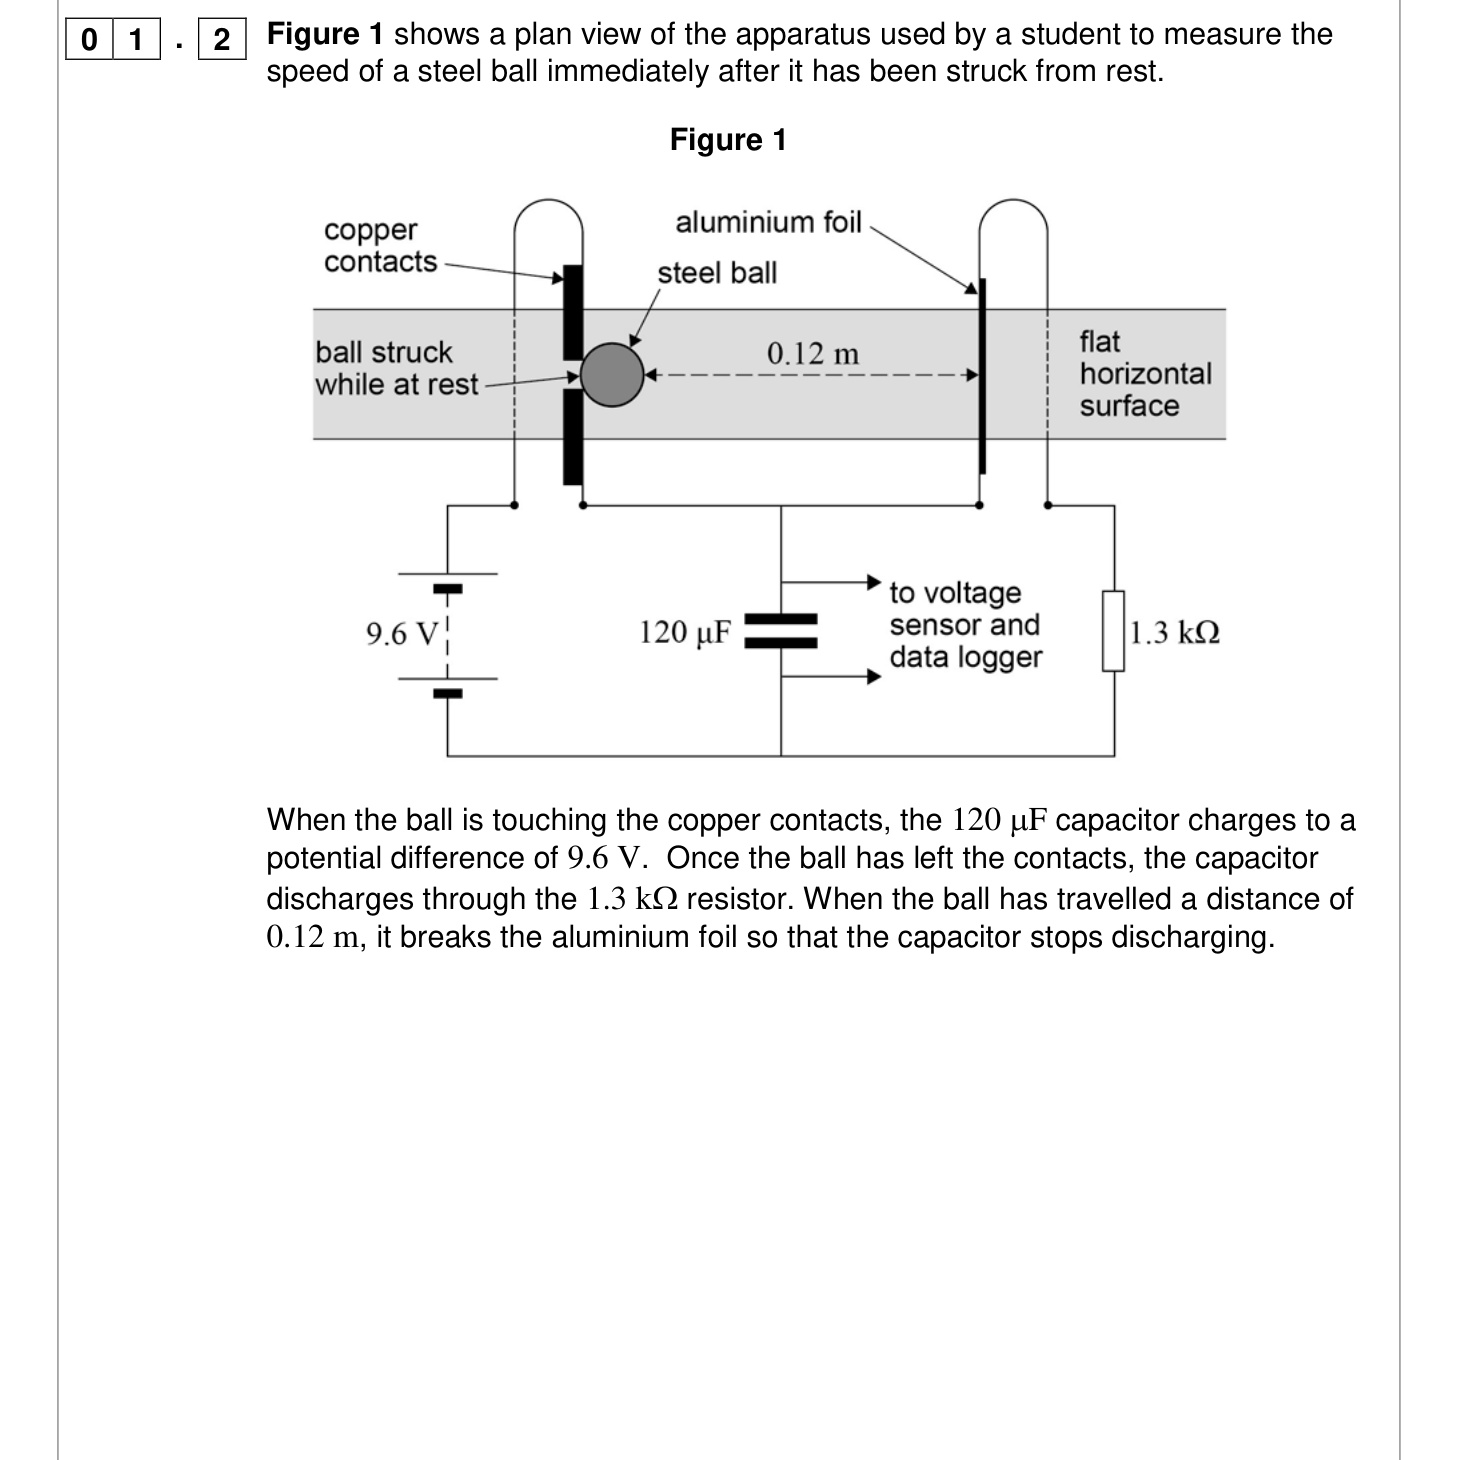 0 1 . 2 Figure 1 shows a plan view of the apparatus used by a student to measure the
speed of a steel ball immediately after it has been struck from rest.
Figure 1
copper
contacts
aluminium foil
steel ball
ball struck
while at rest
0.12 m
flat
horizontal
surface
9.6 V
120 μF
to voltage
sensor and
data logger
1.3 kΩ
When the ball is touching the copper contacts, the 120 μF capacitor charges to a
potential difference of 9.6 V. Once the ball has left the contacts, the capacitor
discharges through the 1.3 kΩ resistor. When the ball has travelled a distance of
0.12 m, it breaks the aluminium foil so that the capacitor stops discharging.